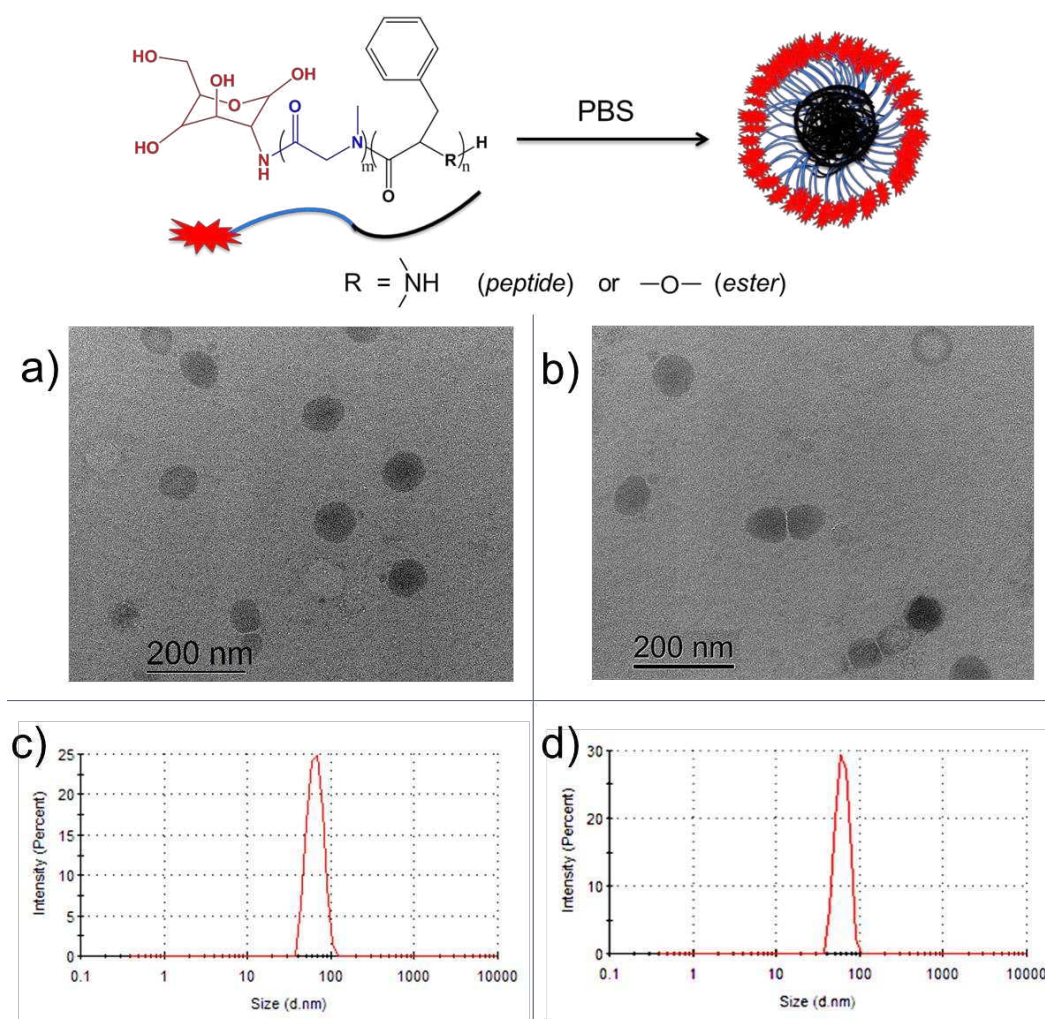 HO
OH
OH
HO
O
O
N
H
N
m
O
R
n
H
PBS
R = NH (peptide) or —O— (ester)
a)
200 nm
b)
200 nm
c)
25
20
15
10
5
0
Intensity (Percent)
0.1 1 10 100 1000 10000
Size (d.nm)
d)
30
20
10
0
Intensity (Percent)
0.1 1 10 100 1000 10000
Size (d.nm)